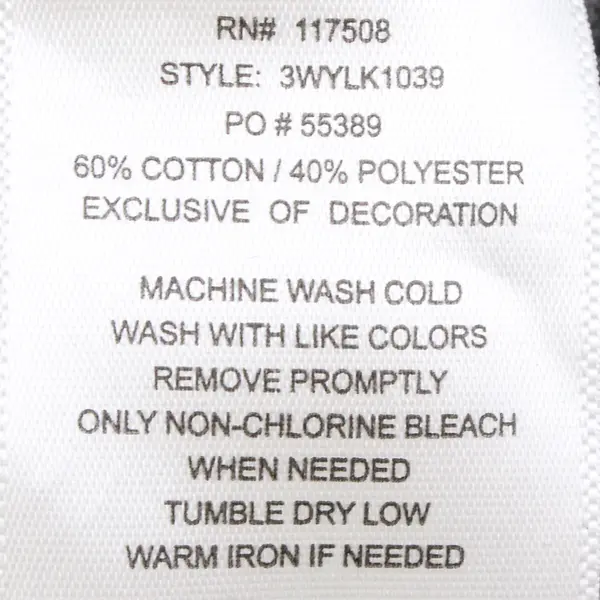 RN# 117508
STYLE: 3WYLK1039
PO # 55389
60% COTTON / 40% POLYESTER
EXCLUSIVE OF DECORATION
MACHINE WASH COLD
WASH WITH LIKE COLORS
REMOVE PROMPTLY
ONLY NON-CHLORINE BLEACH
WHEN NEEDED
TUMBLE DRY LOW
WARM IRON IF NEEDED